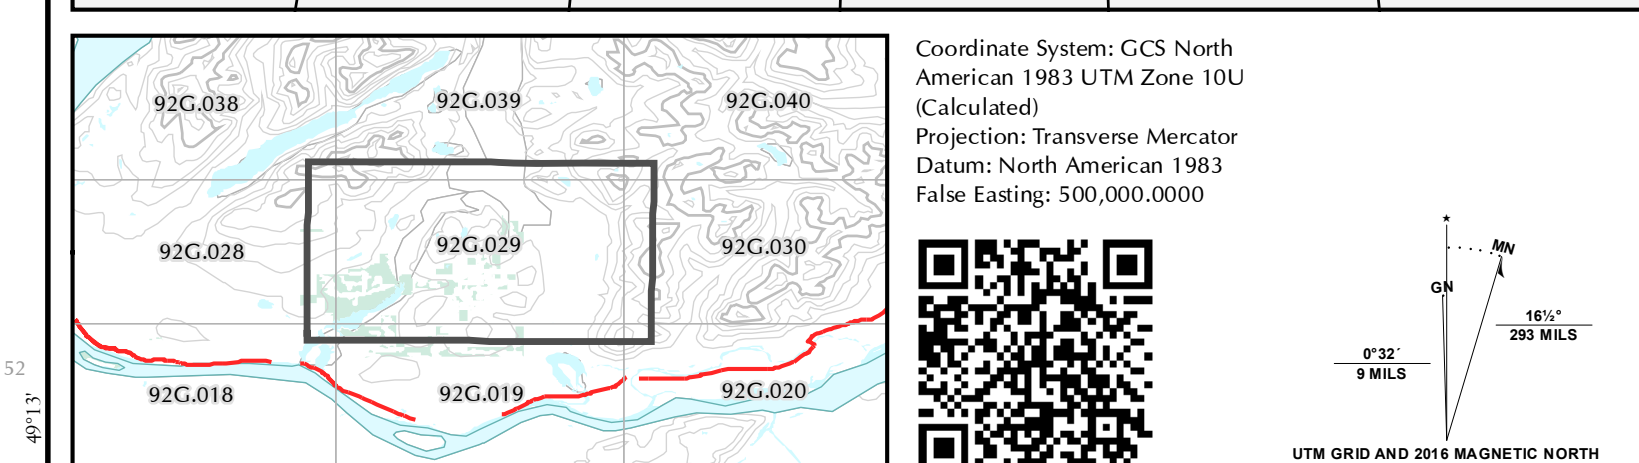 92G.038
92G.039
92G.040
92G.028
92G.029
92G.030
92G.018
92G.019
92G.020
52
49°13'
Coordinate System: GCS North
American 1983 UTM Zone 10U
(Calculated)
Projection: Transverse Mercator
Datum: North American 1983
False Easting: 500,000.0000
MN
GN
16½°
293 MILS
0°32´
9 MILS
UTM GRID AND 2016 MAGNETIC NORTH